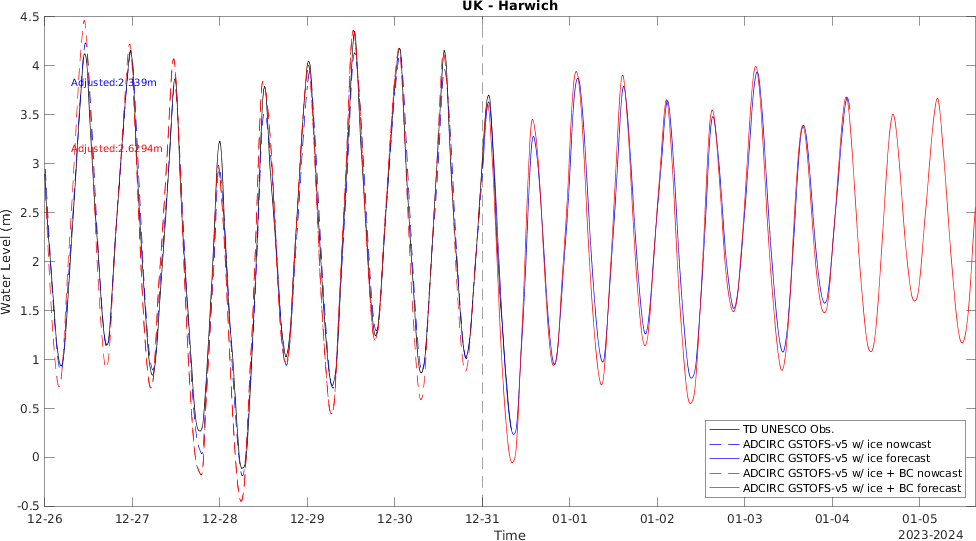 UK - Harwich
4.5
4
3.5
3
2.5
2
1.5
1
0.5
0
-0.5
Water Level (m)
Adjusted:2.339m
Adjusted:2.6294m
TD UNESCO Obs.
ADCIRC GSTOFS-v5 w/ ice nowcast
ADCIRC GSTOFS-v5 w/ ice forecast
ADCIRC GSTOFS-v5 w/ ice + BC nowcast
ADCIRC GSTOFS-v5 w/ ice + BC forecast
12-26 12-27 12-28 12-29 12-30 12-31 01-01 01-02 01-03 01-04 01-05
Time
2023-2024